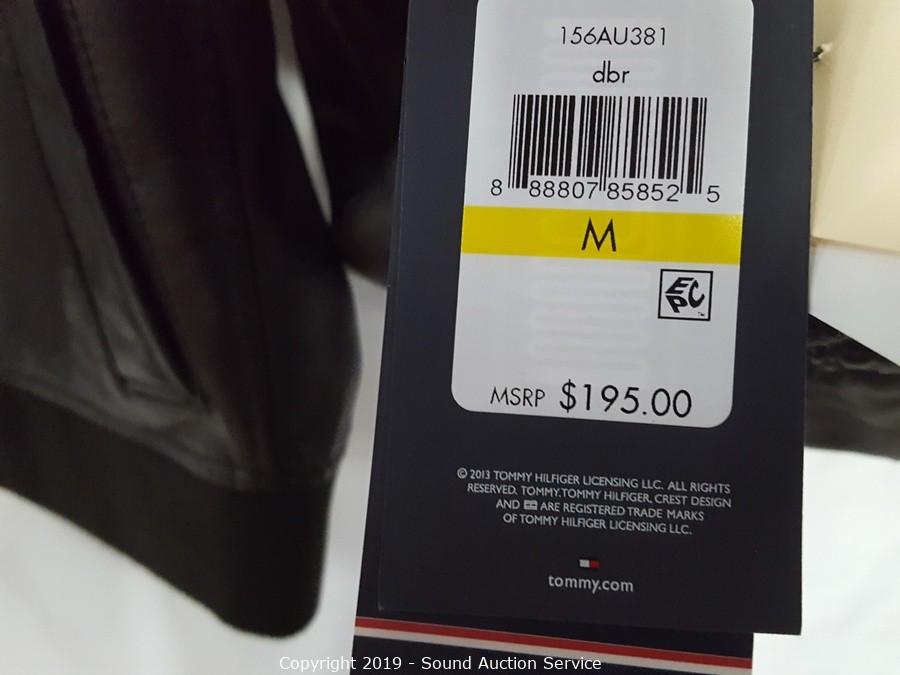 156AU381
dbr
8 88807 85852 5
M
EPC
™
MSRP $195.00
© 2013 TOMMY HILFIGER LICENSING LLC. ALL RIGHTS
RESERVED. TOMMY.TOMMY HILFIGER, CREST DESIGN
AND ARE REGISTERED TRADE MARKS
OF TOMMY HILFIGER LICENSING LLC.
tommy.com
Copyright 2019 - Sound Auction Service